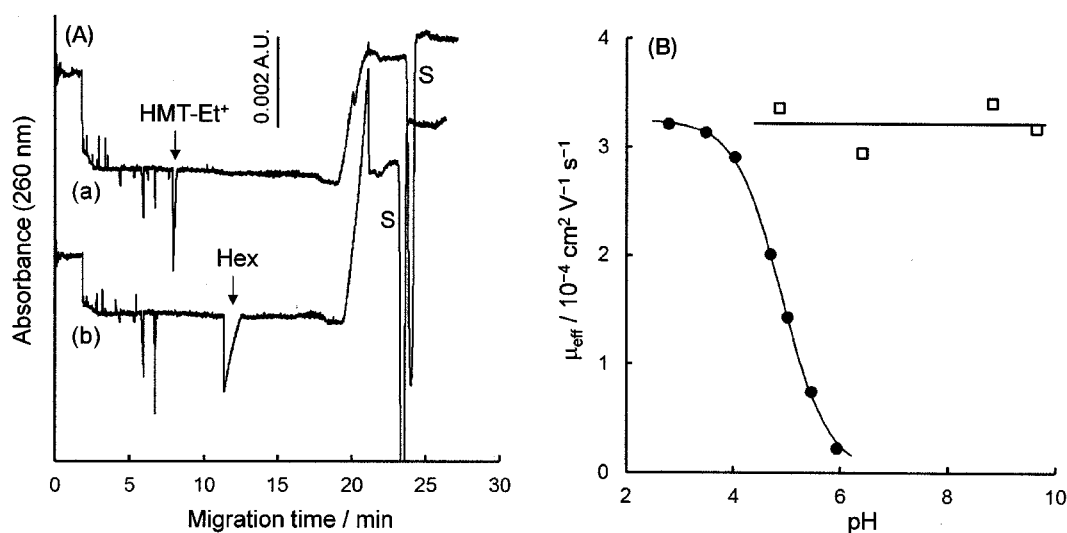 (A)
HMT-Et⁺
0.002 A.U.
S
(a)
S
Hex
(b)
Absorbance (260 nm)
0 5 10 15 20 25 30
Migration time / min
(B)
4
3
2
1
0
μeff / 10⁻⁴ cm² V⁻¹ s⁻¹
2 4 6 8 10
pH